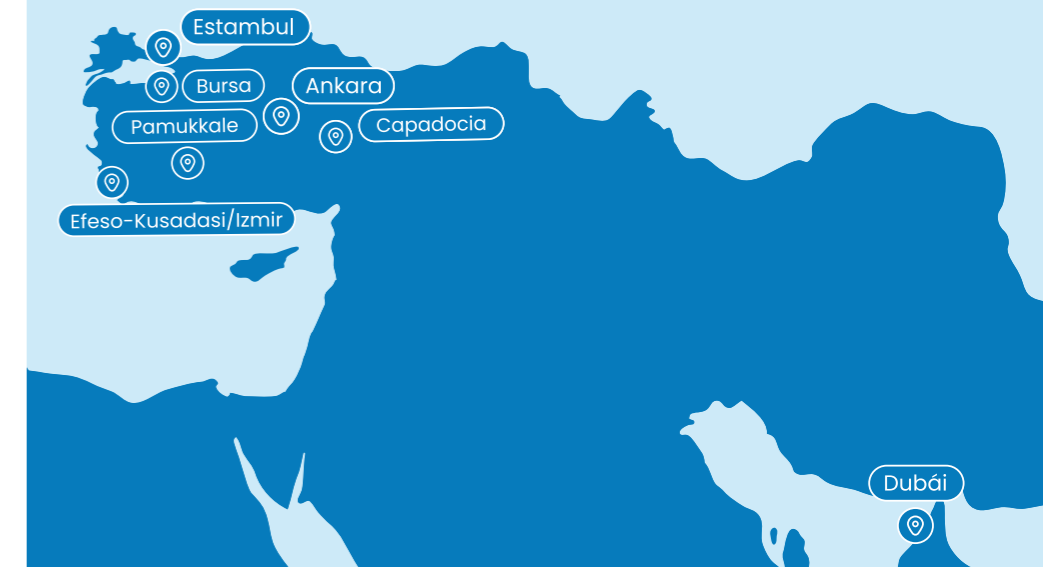 Estambul
Bursa
Ankara
Pamukkale
Capadocia
Efeso-Kusadasi/Izmir
Dubái